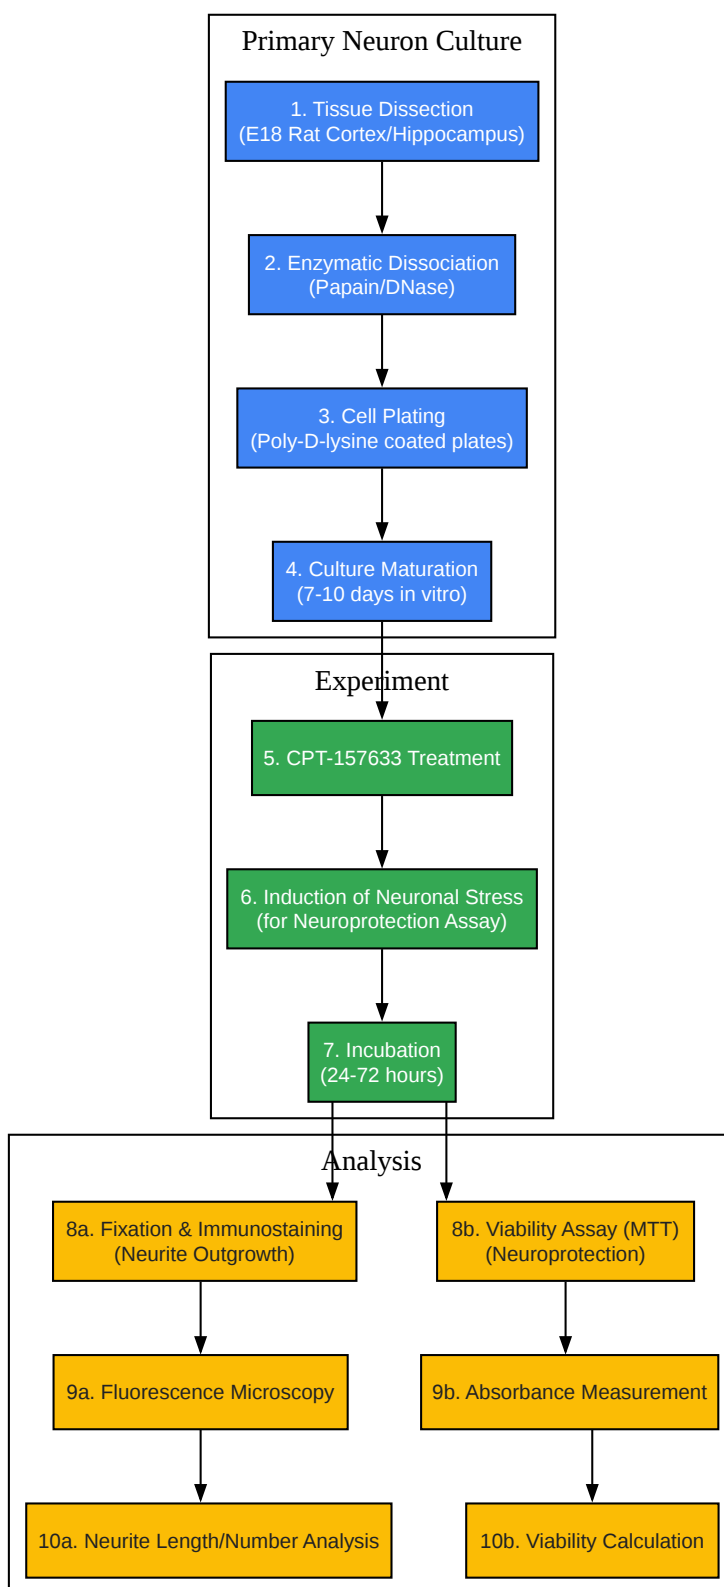 Primary Neuron Culture
1. Tissue Dissection
(E18 Rat Cortex/Hippocampus)
2. Enzymatic Dissociation
(Papain/DNase)
3. Cell Plating
(Poly-D-lysine coated plates)
4. Culture Maturation
(7-10 days in vitro)
Experiment
5. CPT-157633 Treatment
6. Induction of Neuronal Stress
(for Neuroprotection Assay)
7. Incubation
(24-72 hours)
Analysis
8a. Fixation & Immunostaining
(Neurite Outgrowth)
8b. Viability Assay (MTT)
(Neuroprotection)
9a. Fluorescence Microscopy
9b. Absorbance Measurement
10a. Neurite Length/Number Analysis
10b. Viability Calculation